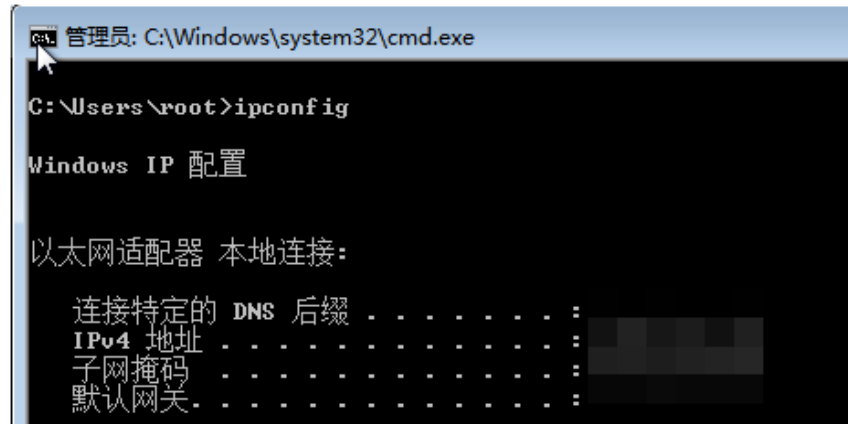 管理员: C:\Windows\system32\cmd.exe
C:\Users\root>ipconfig
Windows IP 配置
以太网适配器 本地连接:
连接特定的 DNS 后缀 . . . . . . . :
IPv4 地址 . . . . . . . . . . . . :
子网掩码 . . . . . . . . . . . . :
默认网关. . . . . . . . . . . . . :